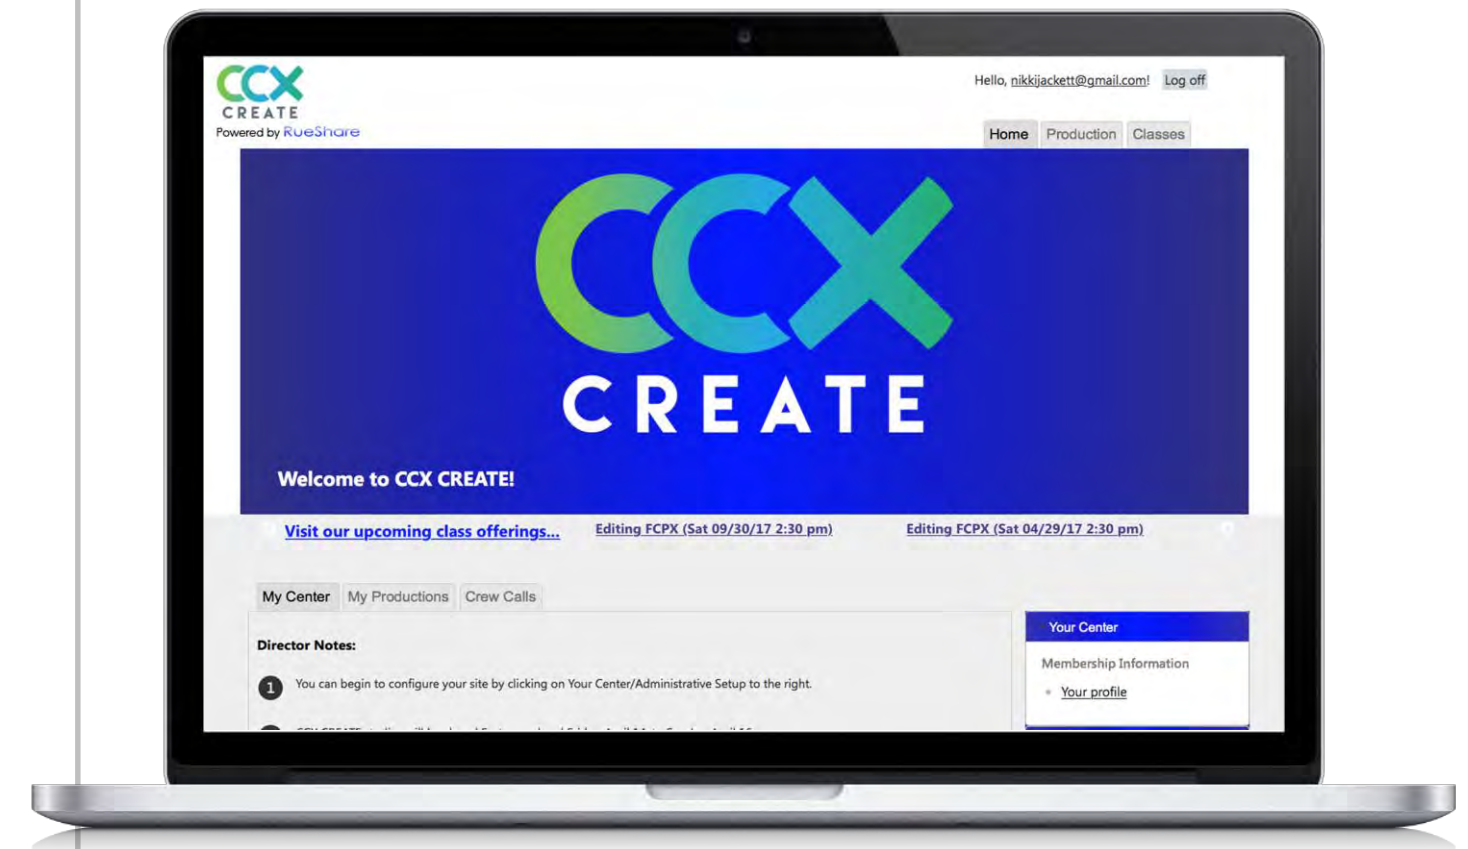 CCX
CREATE
Powered by RueShare
Hello, nikkijackett@gmail.com! Log off
Home Production Classes
CCX
CREATE
Welcome to CCX CREATE!
Visit our upcoming class offerings... Editing FCPX (Sat 09/30/17 2:30 pm) Editing FCPX (Sat 04/29/17 2:30 pm)
My Center My Productions Crew Calls
Your Center
Director Notes:
Membership Information
1 You can begin to configure your site by clicking on Your Center/Administrative Setup to the right.
Your profile